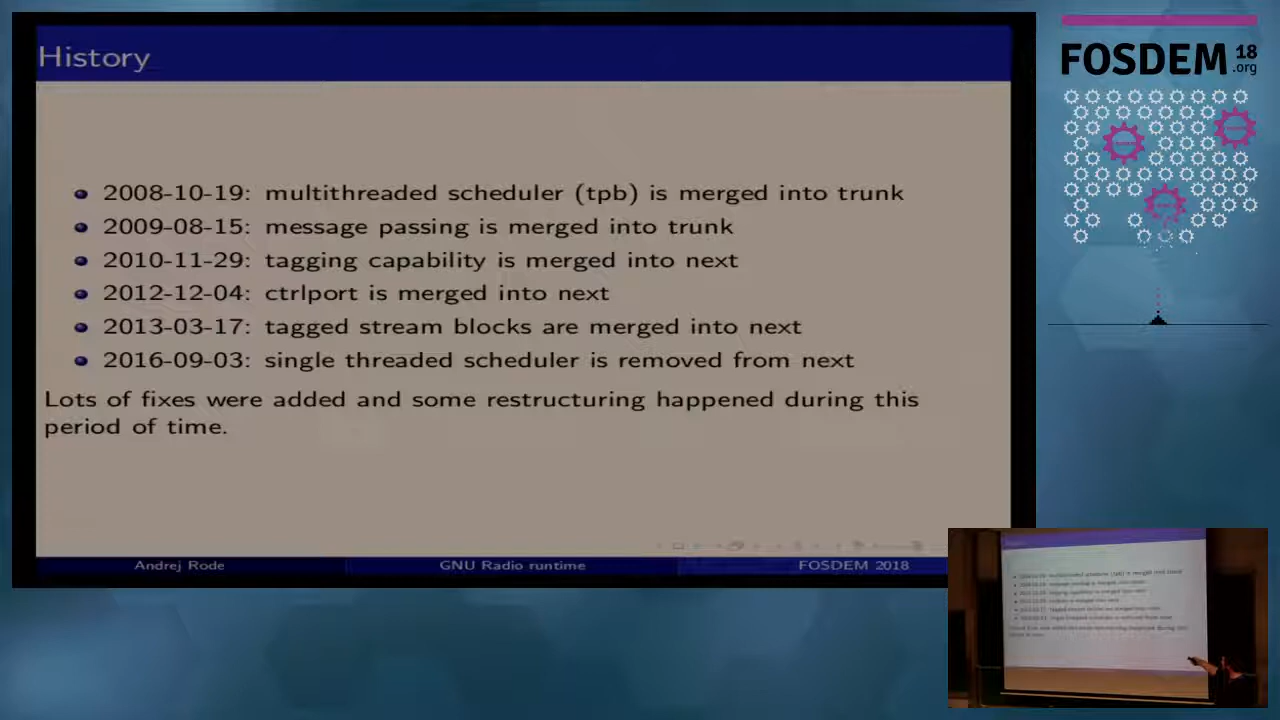 History
2008-10-19: multithreaded scheduler (tpb) is merged into trunk
2009-08-15: message passing is merged into trunk
2010-11-29: tagging capability is merged into next
2012-12-04: ctrlport is merged into next
2013-03-17: tagged stream blocks are merged into next
2016-09-03: single threaded scheduler is removed from next
Lots of fixes were added and some restructuring happened during this
period of time.
Andrej Rode
GNU Radio runtime
FOSDEM 2018
FOSDEM 18
.org